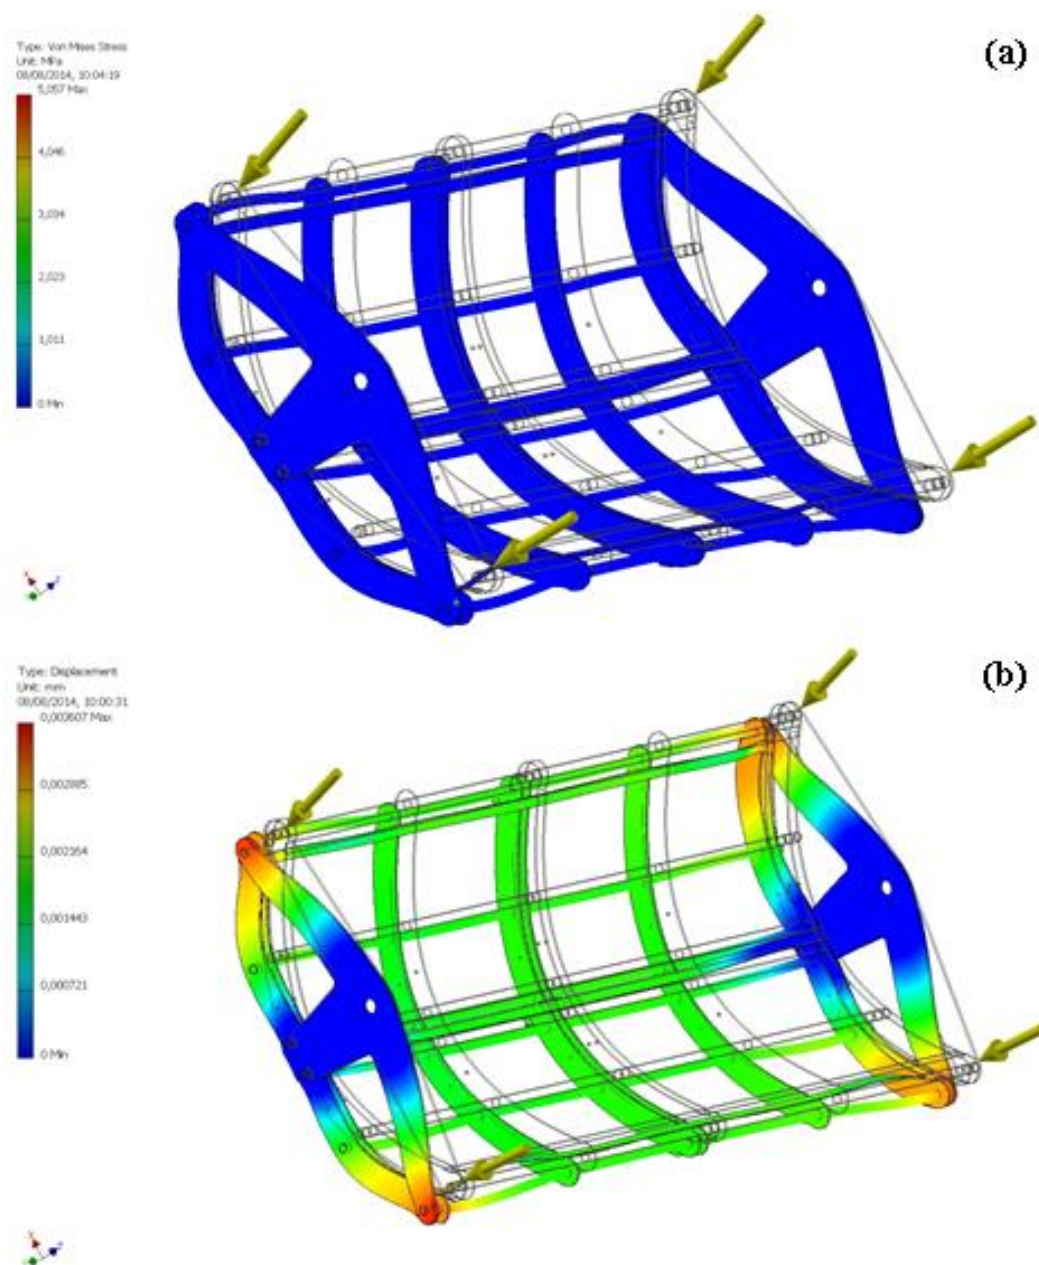 (a)
Type: Von Mises Stress
Unit: MPa
08/08/2014, 10:04:19
5,057 Max
4,046
3,034
2,023
1,011
0 Min
(b)
Type: Displacement
Unit: mm
08/08/2014, 10:00:31
0,003607 Max
0,002885
0,002164
0,001443
0,000721
0 Min